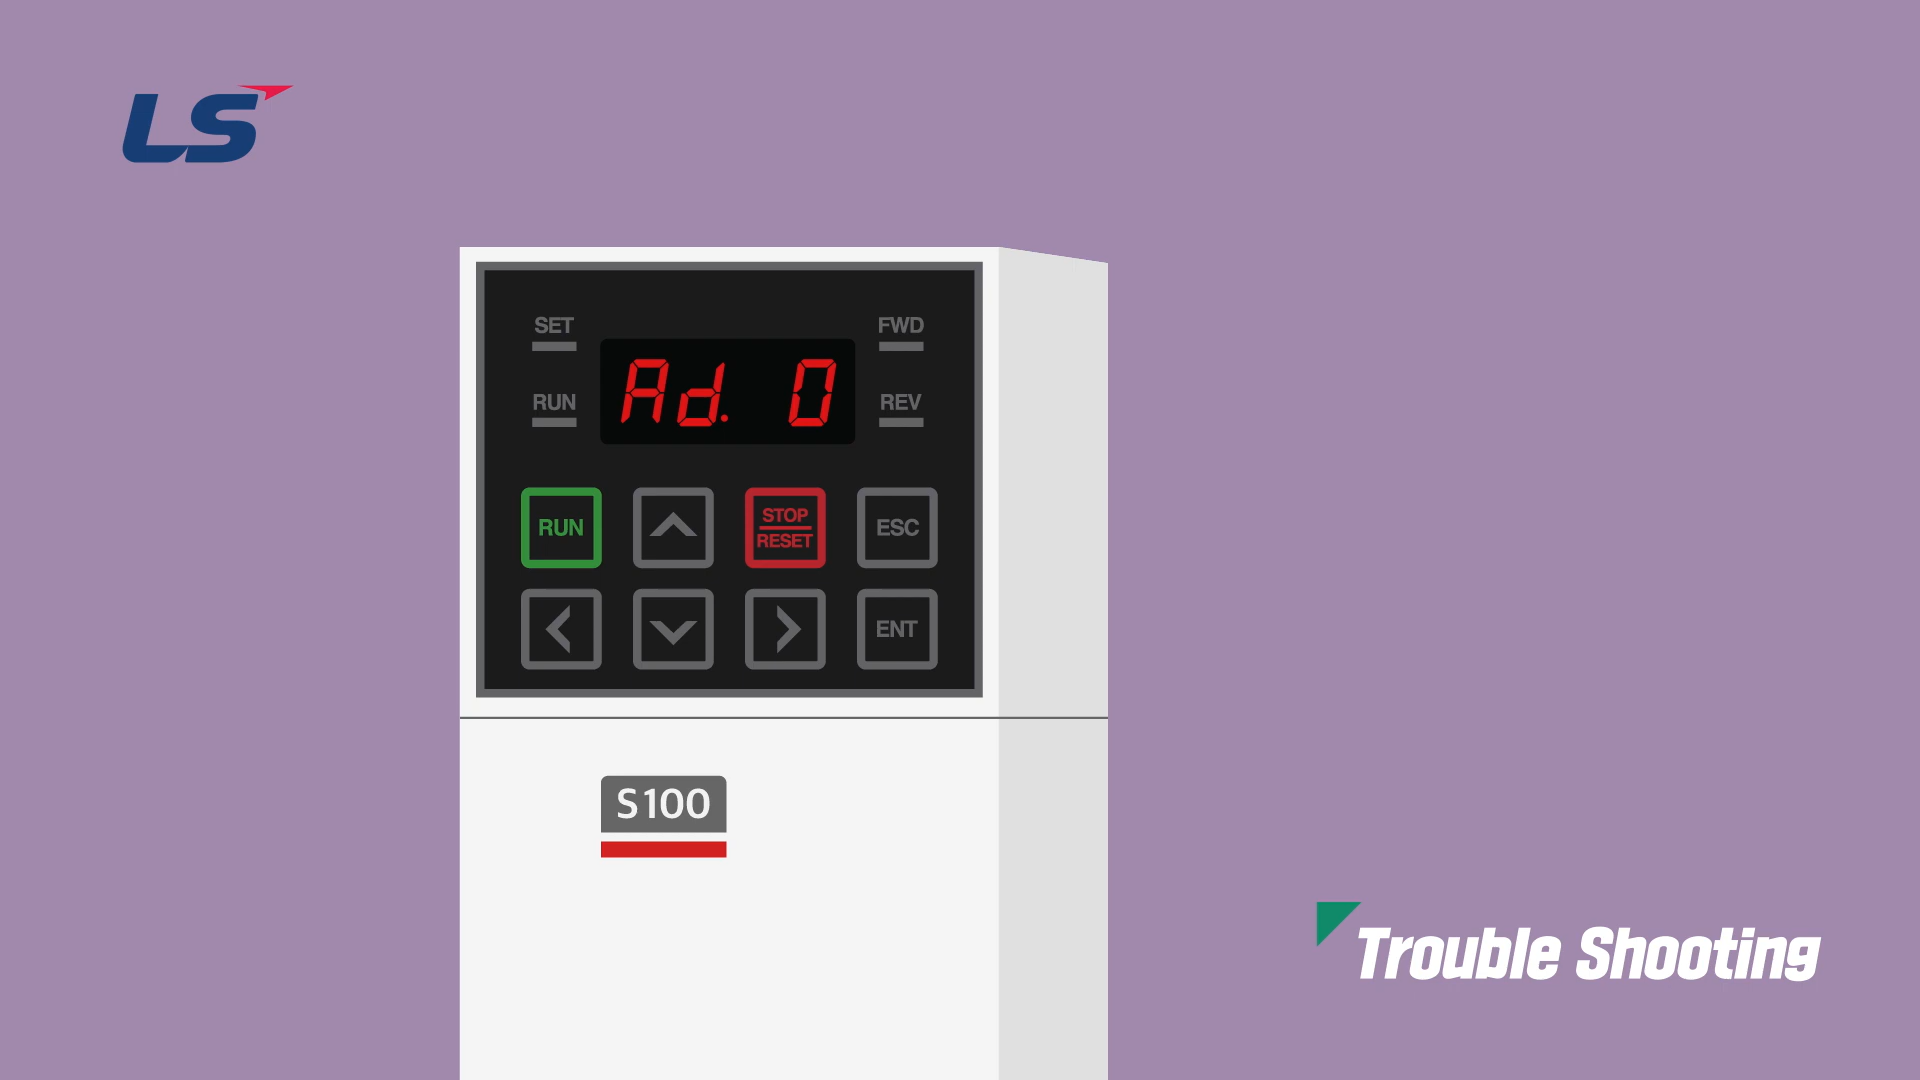 LS
SET
FWD
Ad. 0
RUN
REV
RUN
STOP
RESET
ESC
ENT
S100
Trouble Shooting